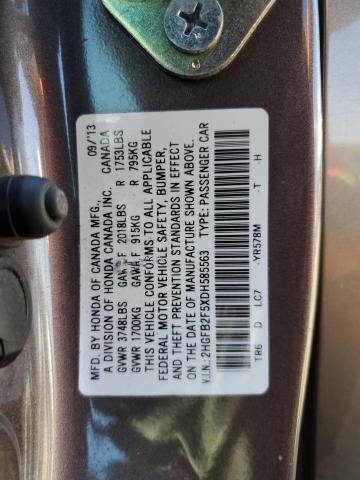 MFD. BY HONDA OF CANADA MFG., 09/'13
A DIVISION OF HONDA CANADA INC. CANADA
GVWR 3748LBS GAWR F 2018LBS R 1753LBS
GVWR 1700KG GAWR F 915KG R 795KG
THIS VEHICLE CONFORMS TO ALL APPLICABLE
FEDERAL MOTOR VEHICLE SAFETY, BUMPER,
AND THEFT PREVENTION STANDARDS IN EFFECT
ON THE DATE OF MANUFACTURE SHOWN ABOVE.
V.I.N.: 2HGFB2F5XDH585563 TYPE: PASSENGER CAR
TR6 D LC7 -YR578M - T - H